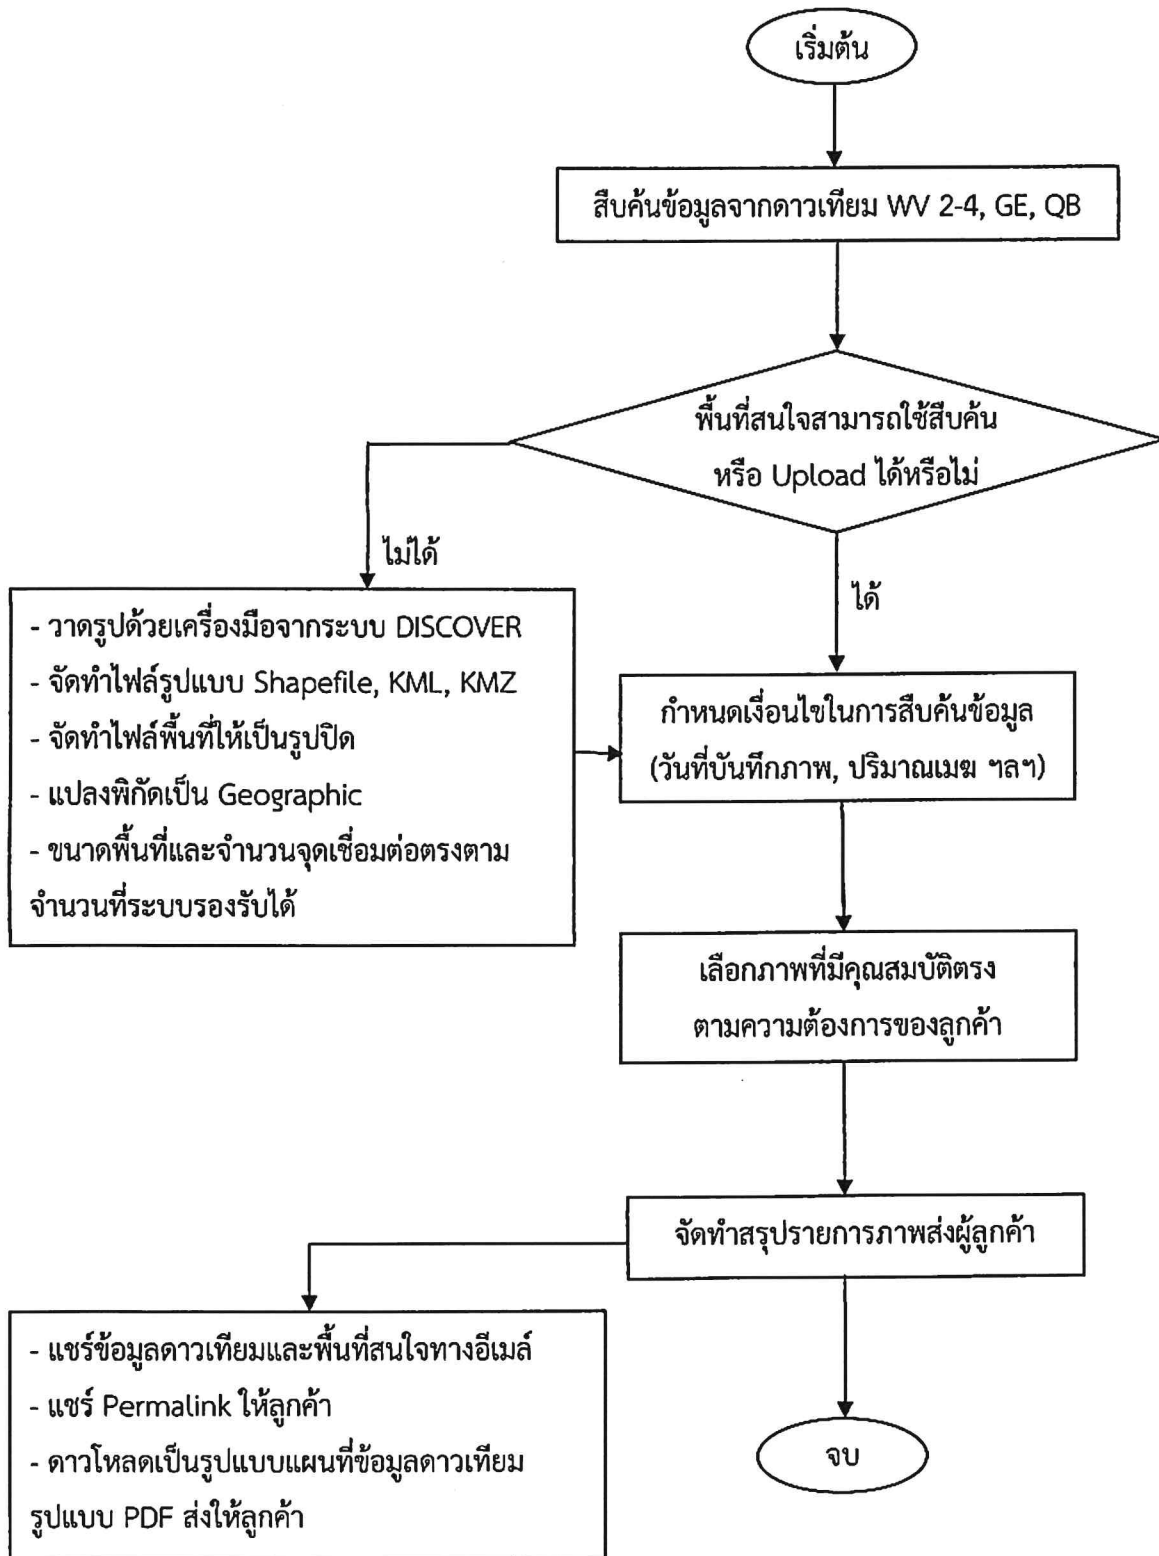 เริ่มต้น
สืบค้นข้อมูลจากดาวเทียม WV 2-4, GE, QB
พื้นที่สนใจสามารถใช้สืบค้น
หรือ Upload ได้หรือไม่
ไม่ได้
ได้
- วาดรูปด้วยเครื่องมือจากระบบ DISCOVER
- จัดทำไฟล์รูปแบบ Shapefile, KML, KMZ
- จัดทำไฟล์พื้นที่ให้เป็นรูปปิด
- แปลงพิกัดเป็น Geographic
- ขนาดพื้นที่และจำนวนจุดเชื่อมต่อตรงตาม
จำนวนที่ระบบรองรับได้
กำหนดเงื่อนไขในการสืบค้นข้อมูล
(วันที่บันทึกภาพ, ปริมาณเมฆ ฯลฯ)
เลือกภาพที่มีคุณสมบัติตรง
ตามความต้องการของลูกค้า
จัดทำสรุปรายการภาพส่งผู้ลูกค้า
- แชร์ข้อมูลดาวเทียมและพื้นที่สนใจทางอีเมล์
- แชร์ Permalink ให้ลูกค้า
- ดาวโหลดเป็นรูปแบบแผนที่ข้อมูลดาวเทียม
รูปแบบ PDF ส่งให้ลูกค้า
จบ